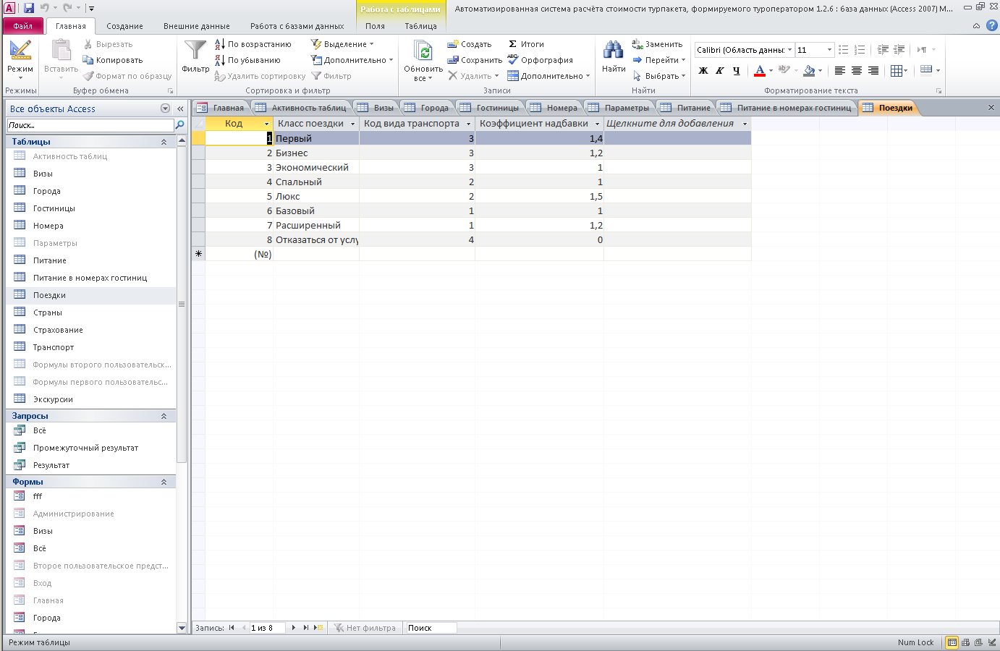 Работа с таблицами
Автоматизированная система расчёта стоимости турпакета, формируемого туроператором 1.2.6 : база данных (Access 2007) M...
Файл
Главная
Создание
Внешние данные
Работа с базами данных
Поля
Таблица
Режим
Режимы
Вставить
Вырезать
Копировать
Формат по образцу
Буфер обмена
Фильтр
По возрастанию
По убыванию
Удалить сортировку
Выделение
Дополнительно
Фильтр
Сортировка и фильтр
Обновить
все
Создать
Сохранить
Удалить
Итоги
Орфография
Дополнительно
Записи
Найти
Заменить
Перейти
Выбрать
Найти
Calibri (Область данны:
11
Ж К Ч
Форматирование текста
Все объекты Access
Поиск...
Таблицы
Активность таблиц
Визы
Города
Гостиницы
Номера
Параметры
Питание
Питание в номерах гостиниц
Поездки
Страны
Страхование
Транспорт
Формулы второго пользовательск...
Формулы первого пользовательс...
Экскурсии
Запросы
Всё
Промежуточный результат
Результат
Формы
fff
Администрирование
Визы
Всё
Второе пользовательское предст...
Вход
Главная
Города
Главная
Активность таблиц
Визы
Города
Гостиницы
Номера
Параметры
Питание
Питание в номерах гостиниц
Поездки
Код Класс поездки Код вида транспорта Коэффициент надбавки Щелкните для добавления
1 Первый 3 1,4
2 Бизнес 3 1,2
3 Экономический 3 1
4 Спальный 2 1
5 Люкс 2 1,5
6 Базовый 1 1
7 Расширенный 1 1,2
8 Отказаться от услу 4 0
(№)
Запись: 1 из 8 Нет фильтра Поиск
Режим таблицы
Num Lock